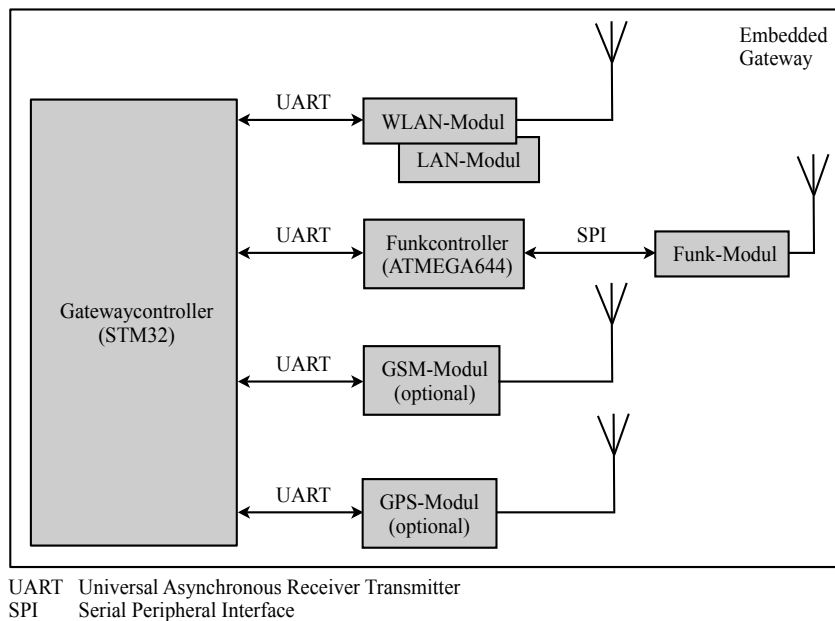 Embedded
Gateway
UART
WLAN-Modul
LAN-Modul
UART
Funkcontroller
(ATMEGA644)
SPI
Funk-Modul
Gatewaycontroller
(STM32)
UART
GSM-Modul
(optional)
UART
GPS-Modul
(optional)
UART Universal Asynchronous Receiver Transmitter
SPI Serial Peripheral Interface